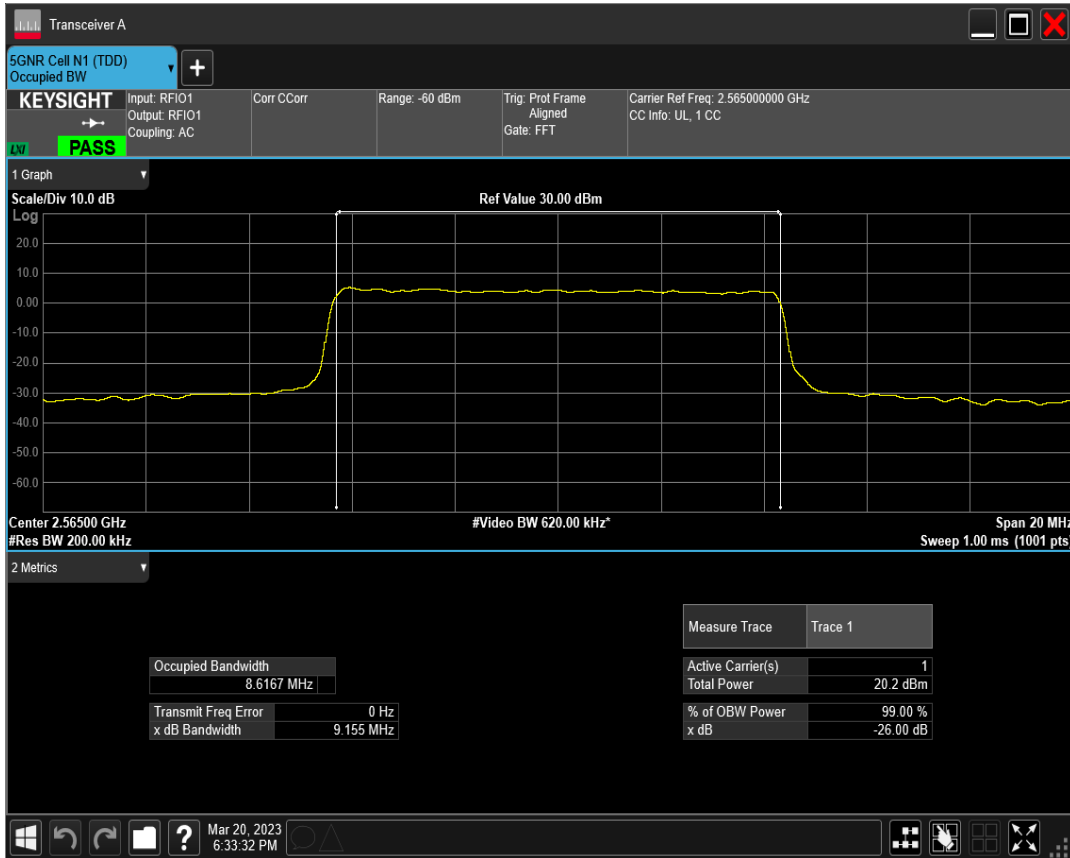 Transceiver A
5GNR Cell N1 (TDD)
Occupied BW
+
KEYSIGHT
LXI
PASS
Input: RFIO1
Output: RFIO1
Coupling: AC
Corr CCorr
Range: -60 dBm
Trig: Prot Frame
Aligned
Gate: FFT
Carrier Ref Freq: 2.565000000 GHz
CC Info: UL, 1 CC
1 Graph
Scale/Div 10.0 dB
Ref Value 30.00 dBm
Log
20.0
10.0
0.00
-10.0
-20.0
-30.0
-40.0
-50.0
-60.0
Center 2.56500 GHz
#Video BW 620.00 kHz*
Span 20 MHz
#Res BW 200.00 kHz
Sweep 1.00 ms (1001 pts)
2 Metrics
Measure Trace Trace 1
Occupied Bandwidth
8.6167 MHz
Active Carrier(s) 1
Total Power 20.2 dBm
Transmit Freq Error 0 Hz
x dB Bandwidth 9.155 MHz
% of OBW Power 99.00 %
x dB -26.00 dB
?
Mar 20, 2023
6:33:32 PM